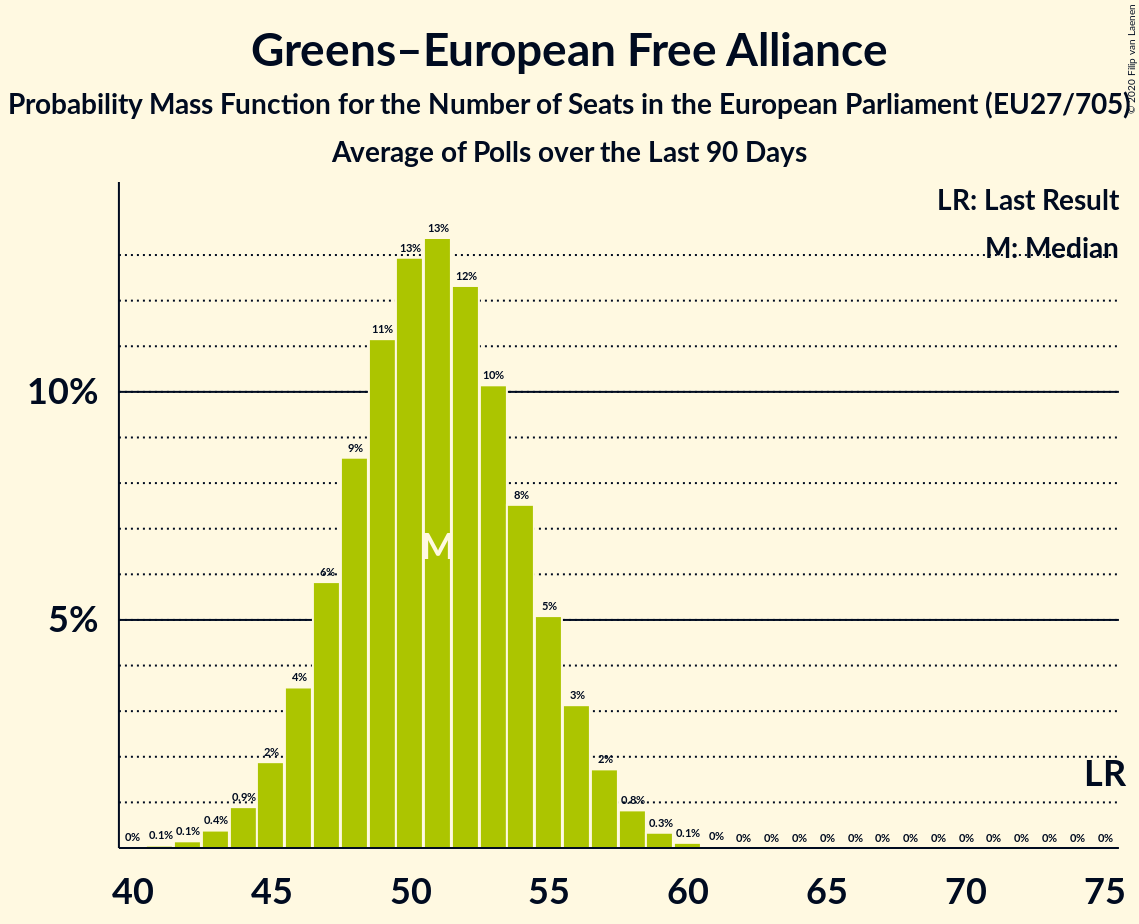 Greens–European Free Alliance
Probability Mass Function for the Number of Seats in the European Parliament (EU27/705)
Average of Polls over the Last 90 Days
© 2020 Filip van Laenen
LR: Last Result
M: Median
13%
13%
12%
11%
10%
10%
9%
8%
M
6%
5%
5%
4%
3%
2%
2%
LR
0.9%
0.8%
0% 0.1% 0.1% 0.4% 0.3% 0.1% 0% 0% 0% 0% 0% 0% 0% 0% 0% 0% 0% 0% 0% 0% 0%
40 45 50 55 60 65 70 75